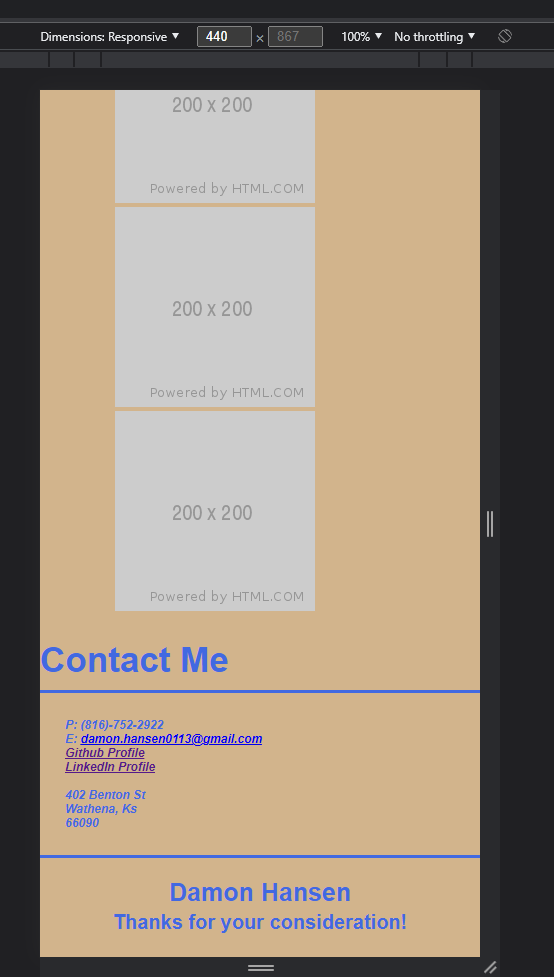 Dimensions: Responsive ▼ 440 × 867 100% ▼ No throttling ▼
200 x 200
Powered by HTML.COM
200 x 200
Powered by HTML.COM
200 x 200
Powered by HTML.COM
Contact Me
P: (816)-752-2922
E: damon.hansen0113@gmail.com
Github Profile
LinkedIn Profile
402 Benton St
Wathena, Ks
66090
Damon Hansen
Thanks for your consideration!